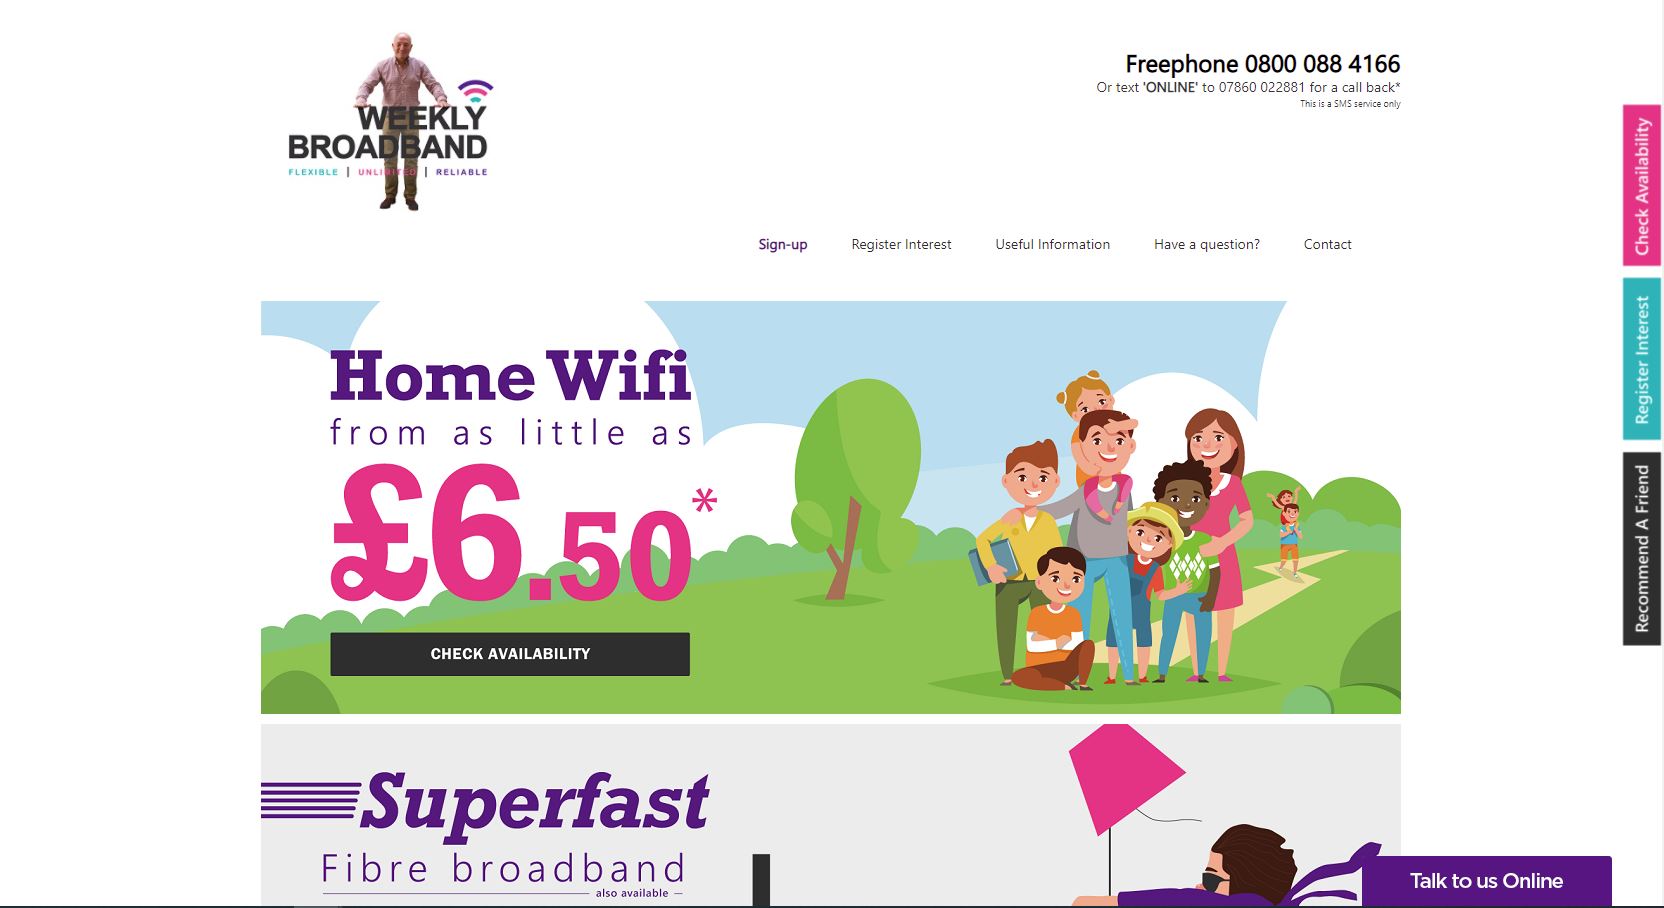 WEEKLY
BROADBAND
FLEXIBLE | UNLIMITED | RELIABLE
Freephone 0800 088 4166
Or text 'ONLINE' to 07860 022881 for a call back*
This is a SMS service only
Sign-up
Register Interest
Useful Information
Have a question?
Contact
Home Wifi
from as little as
£6.50*
CHECK AVAILABILITY
Superfast
Fibre broadband
also available
Check Availability
Register Interest
Recommend A Friend
Talk to us Online